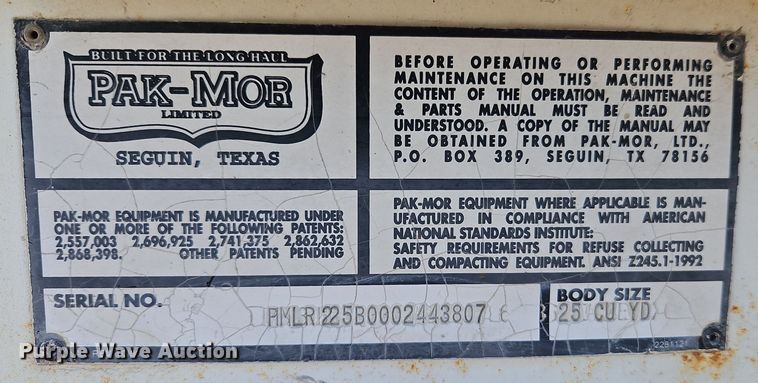 BUILT FOR THE LONG HAUL
PAK-MOR
LIMITED
SEGUIN, TEXAS
BEFORE OPERATING OR PERFORMING
MAINTENANCE ON THIS MACHINE THE
CONTENT OF THE OPERATION, MAINTENANCE
& PARTS MANUAL MUST BE READ AND
UNDERSTOOD. A COPY OF THE MANUAL MAY
BE OBTAINED FROM PAK-MOR, LTD.,
P.O. BOX 389, SEGUIN, TX 78156
PAK-MOR EQUIPMENT IS MANUFACTURED UNDER
ONE OR MORE OF THE FOLLOWING PATENTS:
2,557,003 2,696,925 2,741,375 2,862,632
2,868,398. OTHER PATENTS PENDING
PAK-MOR EQUIPMENT WHERE APPLICABLE IS MAN-
UFACTURED IN COMPLIANCE WITH AMERICAN
NATIONAL STANDARDS INSTITUTE:
SAFETY REQUIREMENTS FOR REFUSE COLLECTING
AND COMPACTING EQUIPMENT. ANSI Z245.1-1992
SERIAL NO.
PMLR225B0002443807
BODY SIZE
25 CU YD
2281121
Purple Wave Auction